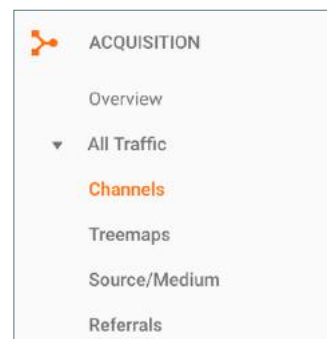 ACQUISITION
Overview
All Traffic
Channels
Treemaps
Source/Medium
Referrals